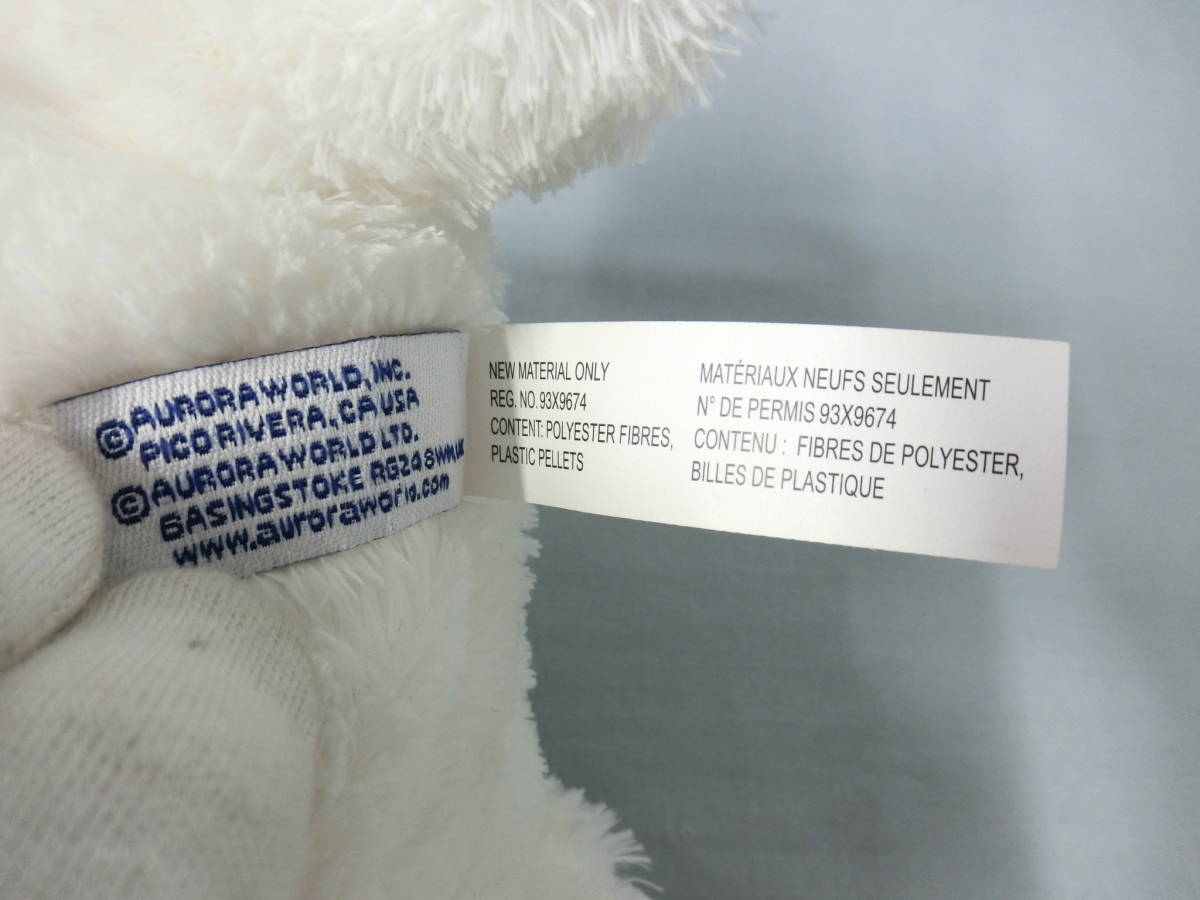 ©AURORA WORLD, INC.
PICO RIVERA, CA USA
©AURORA WORLD LTD.
BASINGSTOKE RG24 8WM, UK
www.auroraworld.com
NEW MATERIAL ONLY
REG. NO. 93X9674
CONTENT: POLYESTER FIBRES,
PLASTIC PELLETS
MATÉRIAUX NEUFS SEULEMENT
N° DE PERMIS 93X9674
CONTENU : FIBRES DE POLYESTER,
BILLES DE PLASTIQUE